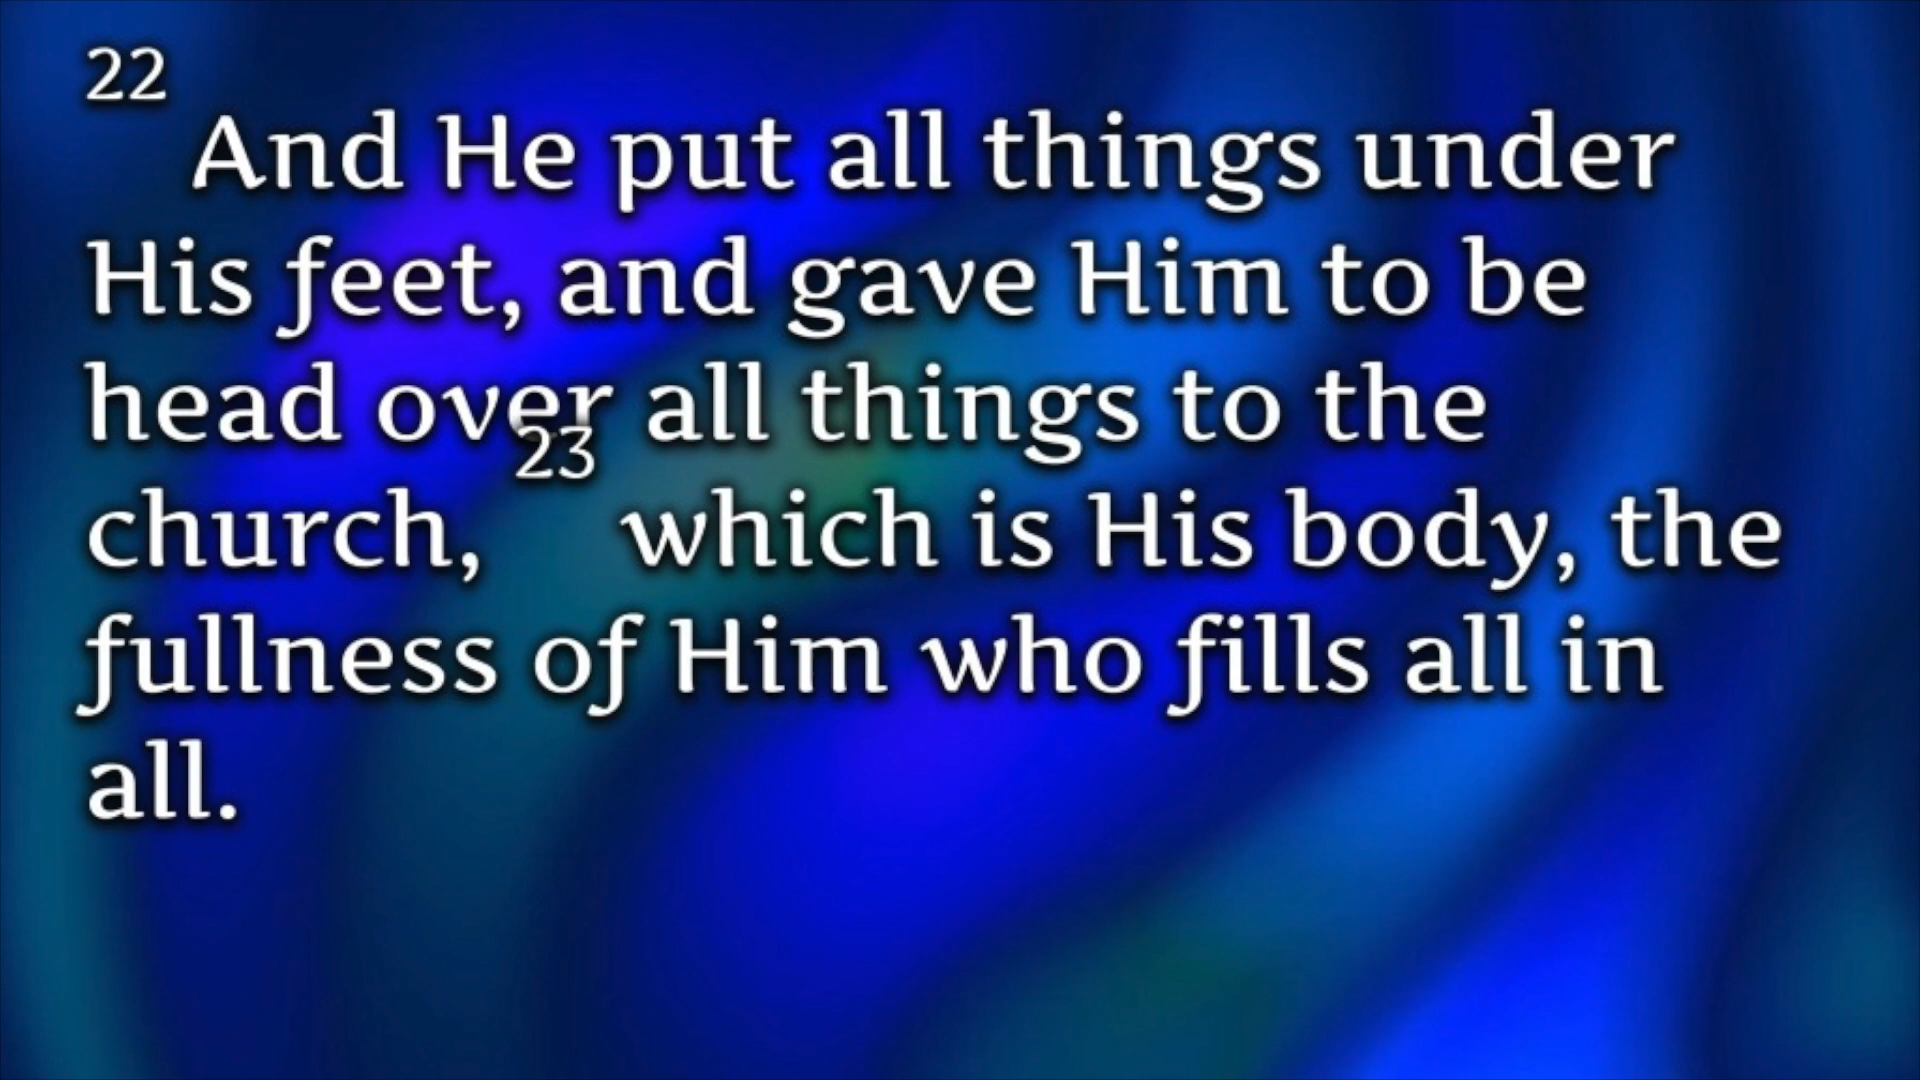 22 And He put all things under
His feet, and gave Him to be
head over all things to the
church, 23 which is His body, the
fullness of Him who fills all in
all.